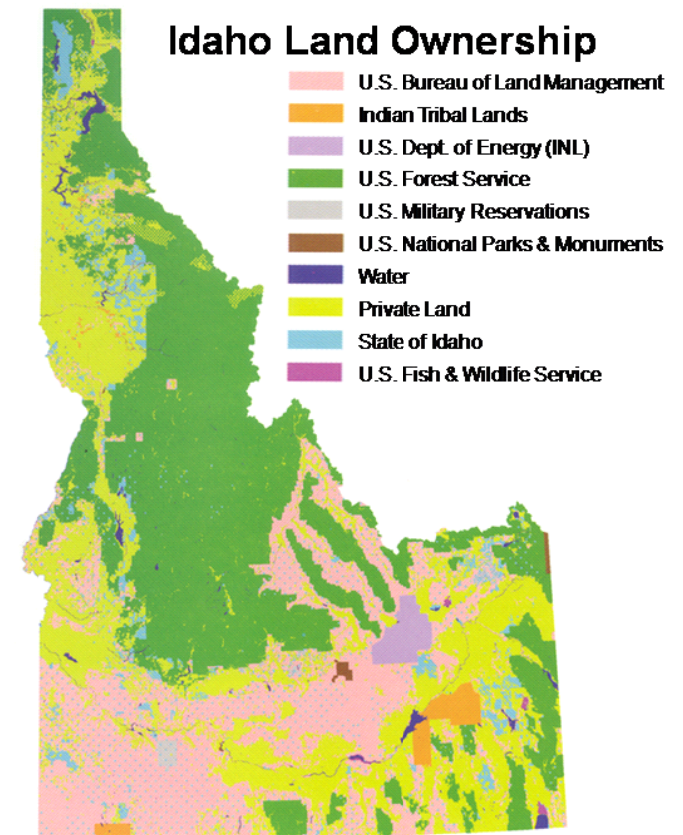 Idaho Land Ownership
U.S. Bureau of Land Management
Indian Tribal Lands
U.S. Dept. of Energy (INL)
U.S. Forest Service
U.S. Military Reservations
U.S. National Parks & Monuments
Water
Private Land
State of Idaho
U.S. Fish & Wildlife Service